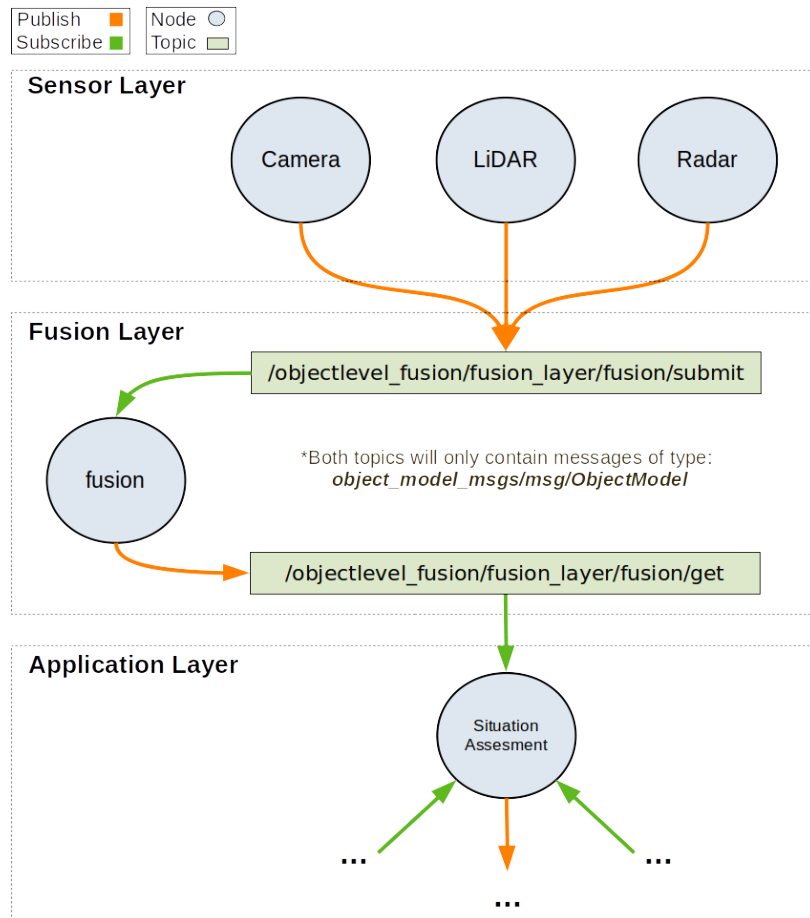 Publish
Subscribe
Node
Topic
Sensor Layer
Camera
LiDAR
Radar
Fusion Layer
/objectlevel_fusion/fusion_layer/fusion/submit
fusion
*Both topics will only contain messages of type:
object_model_msgs/msg/ObjectModel
/objectlevel_fusion/fusion_layer/fusion/get
Application Layer
Situation
Assesment
...
...
...